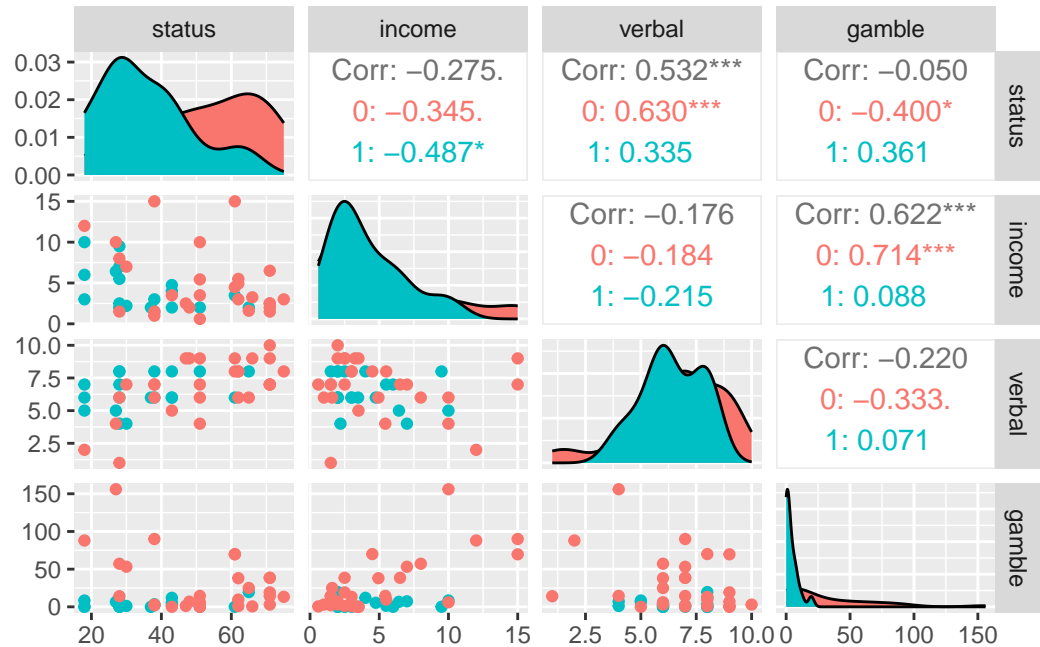 status income verbal gamble
0.03
0.02
0.01
0.00
Corr: −0.275.
0: −0.345.
1: −0.487*
Corr: 0.532***
0: 0.630***
1: 0.335
Corr: −0.050
0: −0.400*
1: 0.361
status
15
10
5
0
Corr: −0.176
0: −0.184
1: −0.215
Corr: 0.622***
0: 0.714***
1: 0.088
income
10.0
7.5
5.0
2.5
Corr: −0.220
0: −0.333.
1: 0.071
verbal
150
100
50
0
gamble
20 40 60 0 5 10 15 2.5 5.0 7.5 10.0 0 50 100 150